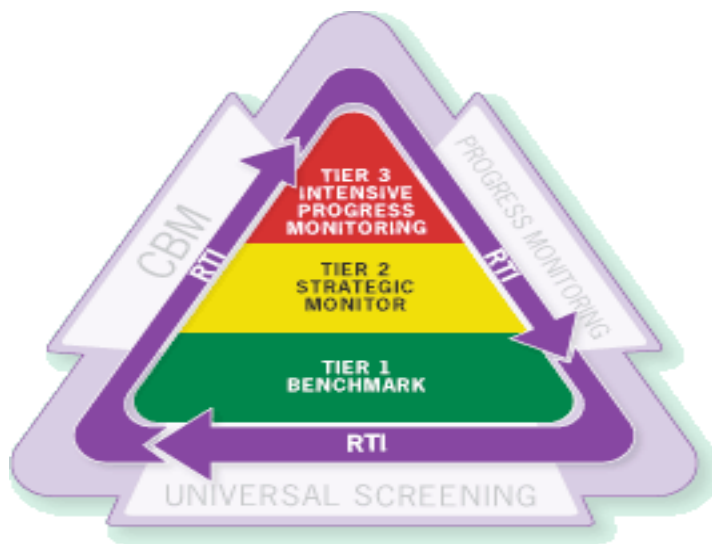 TIER 3
INTENSIVE
PROGRESS
MONITORING
TIER 2
STRATEGIC
MONITOR
TIER 1
BENCHMARK
CBM
RTI
PROGRESS MONITORING
RTI
RTI
UNIVERSAL SCREENING